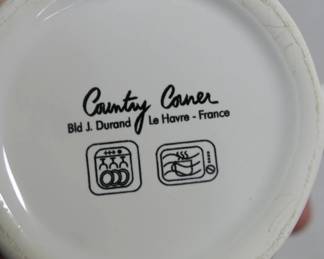 Country Corner
Bld J. Durand Le Havre - France